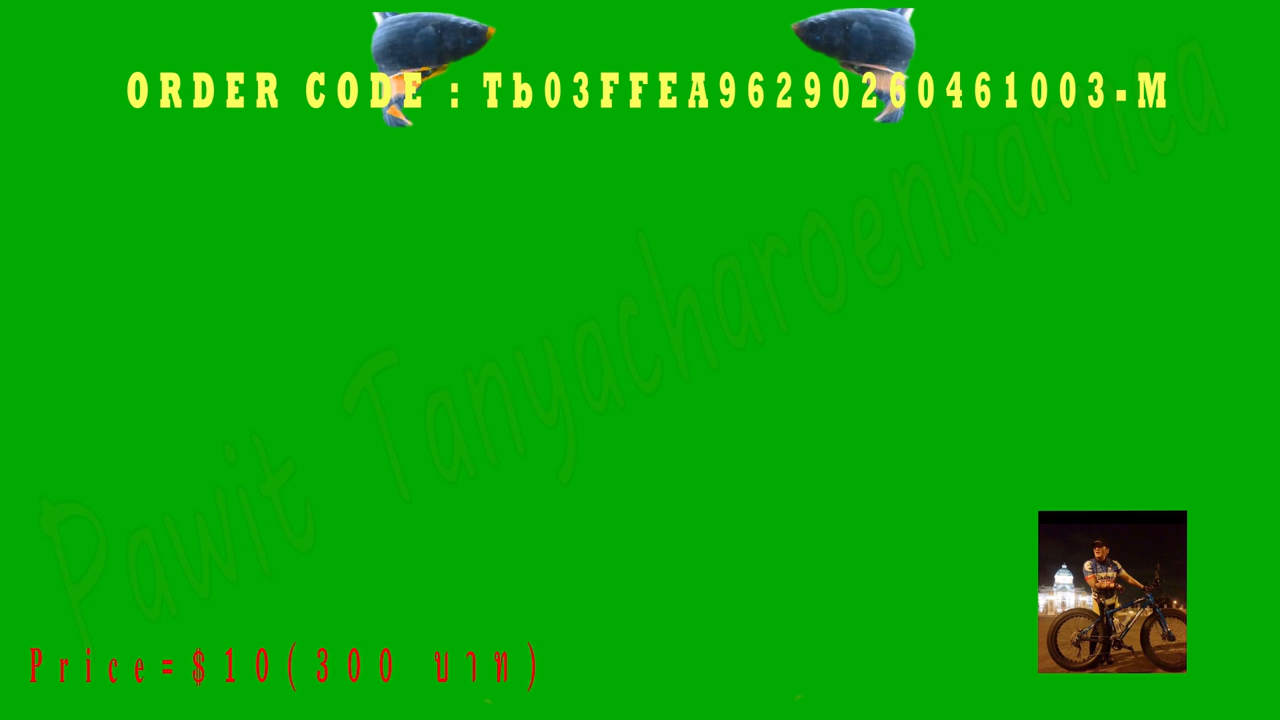 ORDER CODE : Tb03FFEA96290260461003-M
Pawit Tanyacharoenkarnca
Price=$10(300 บาท)